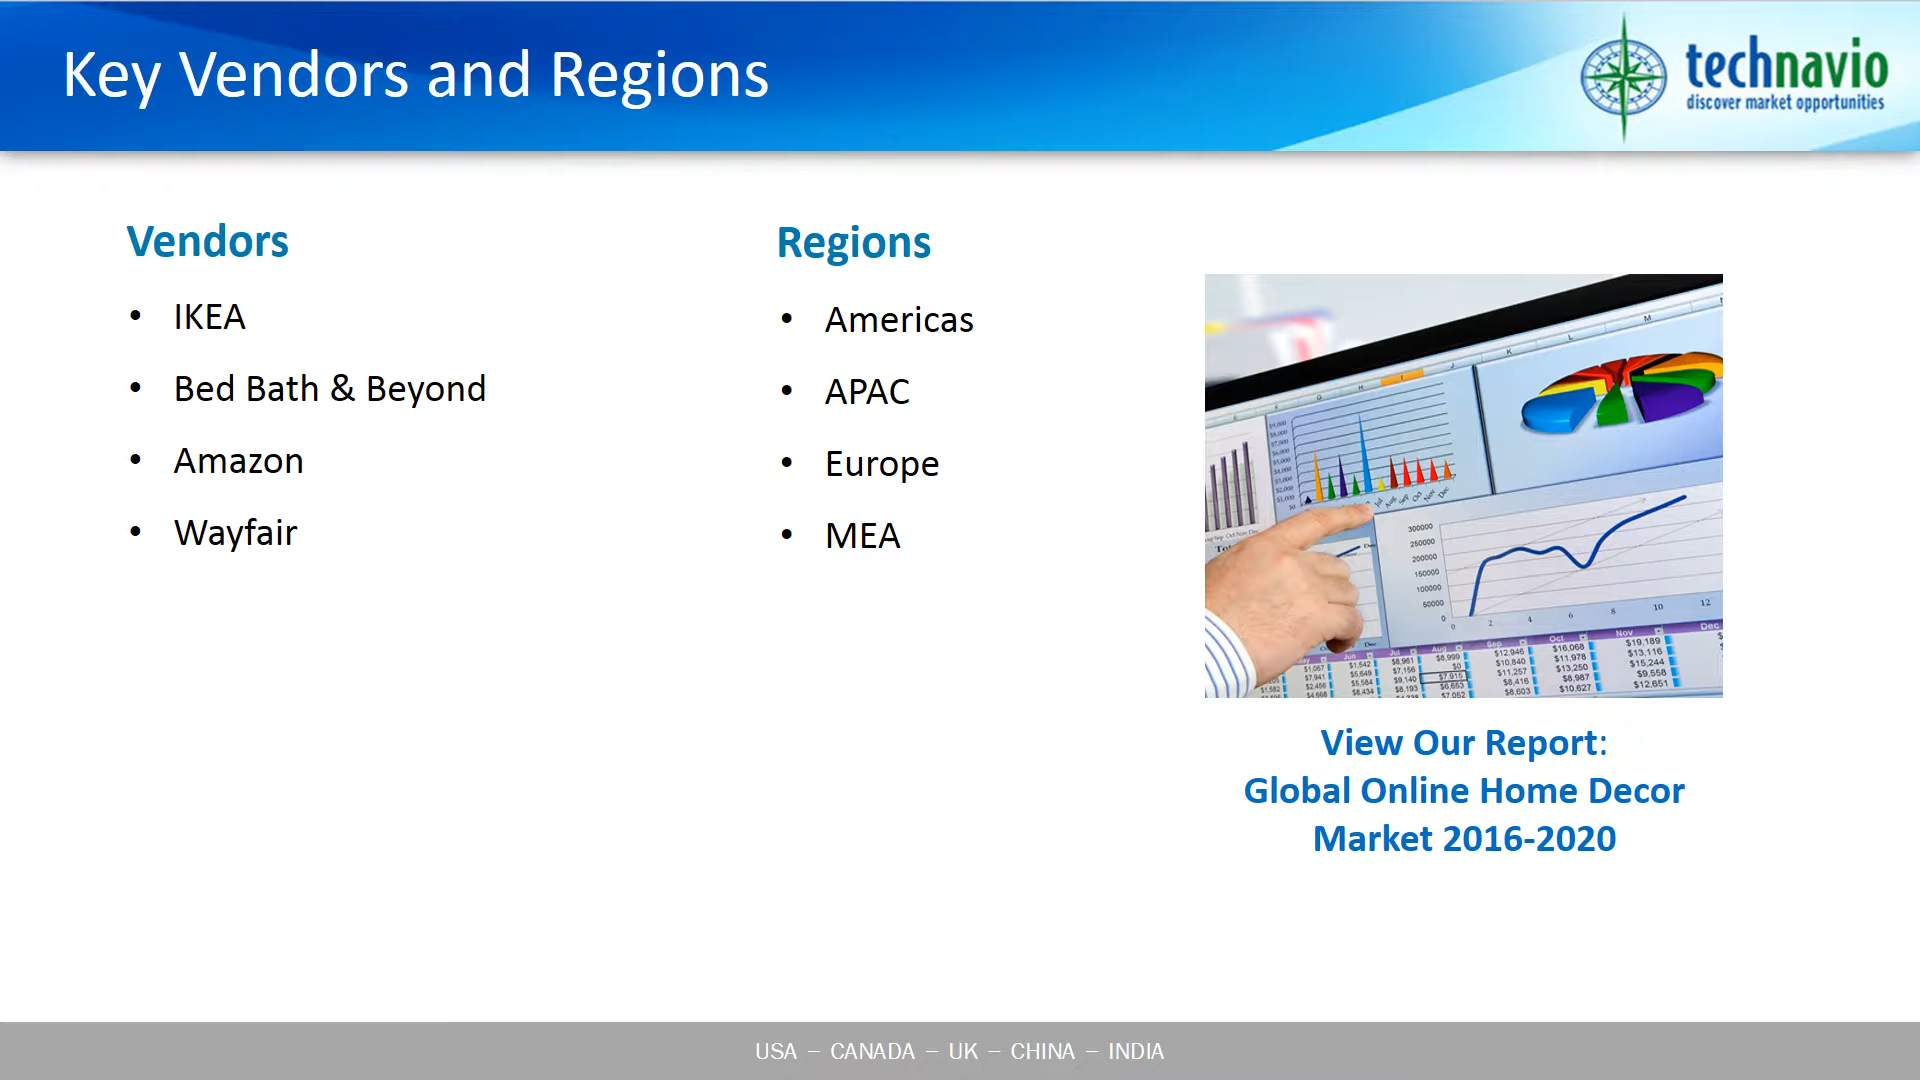 Key Vendors and Regions
technavio
discover market opportunities
Vendors
• IKEA
• Bed Bath & Beyond
• Amazon
• Wayfair
Regions
• Americas
• APAC
• Europe
• MEA
View Our Report:
Global Online Home Decor
Market 2016-2020
USA – CANADA – UK – CHINA – INDIA